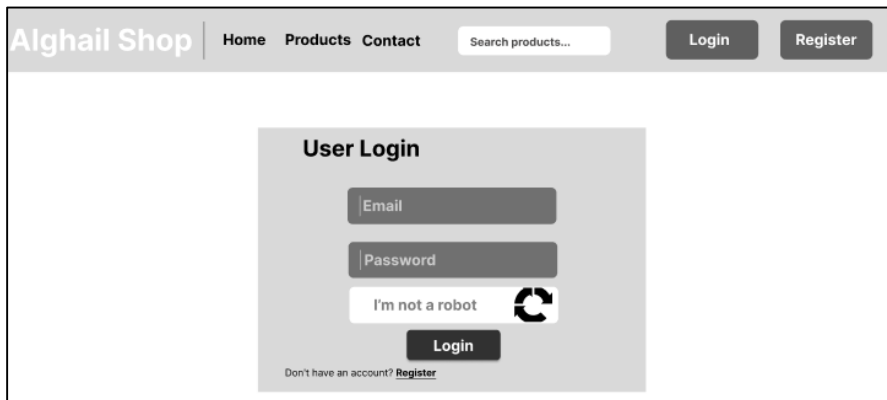 Alghail Shop Home Products Contact Search products... Login Register
User Login
Email
Password
I'm not a robot
Login
Don't have an account? Register